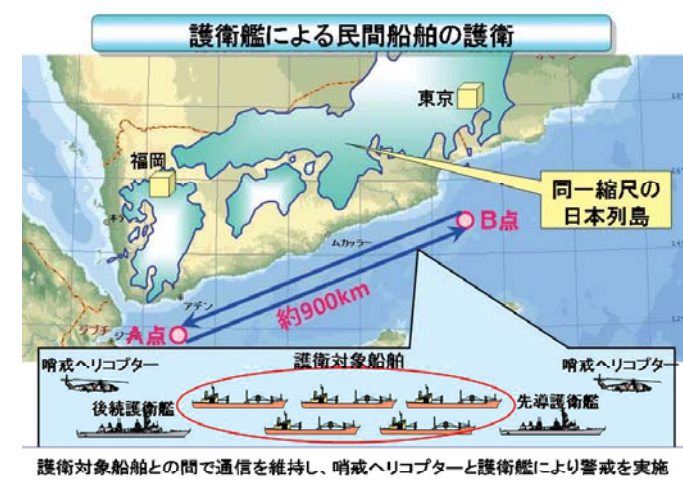 護衛艦による民間船舶の護衛
東京
福岡
同一縮尺の
日本列島
B点
ムカッラー
アデン
約900km
ジブチ
A点
護衛対象船舶
哨戒ヘリコプター
哨戒ヘリコプター
後続護衛艦
先導護衛艦
護衛対象船舶との間で通信を維持し、哨戒ヘリコプターと護衛艦により警戒を実施